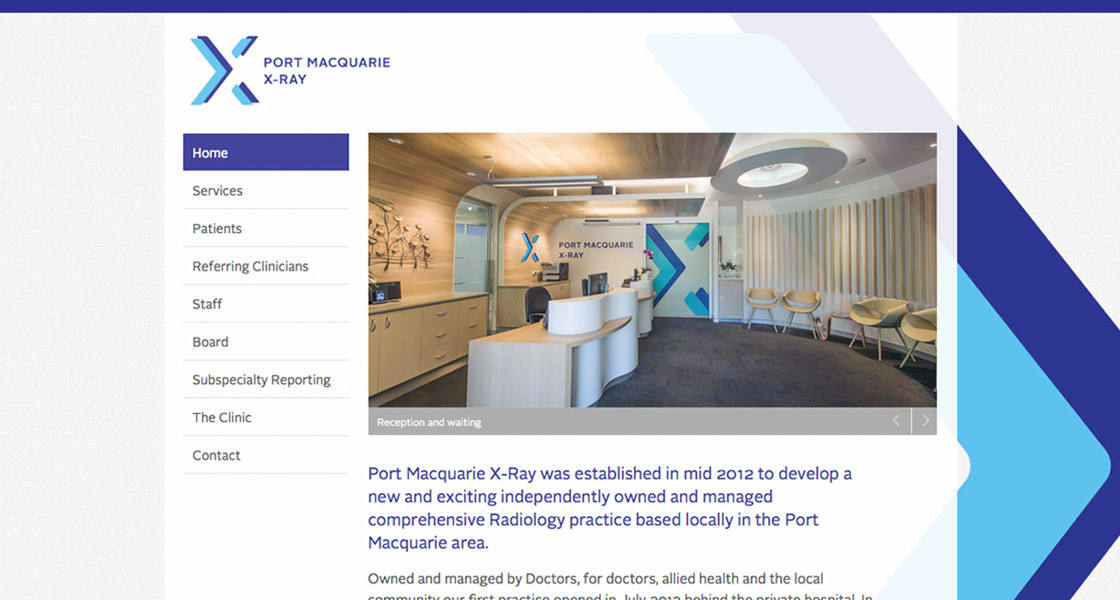 PORT MACQUARIE
X-RAY
Home
Services
Patients
Referring Clinicians
Staff
Board
Subspecialty Reporting
The Clinic
Contact
PORT MACQUARIE
X-RAY
Reception and waiting
Port Macquarie X-Ray was established in mid 2012 to develop a
new and exciting independently owned and managed
comprehensive Radiology practice based locally in the Port
Macquarie area.
Owned and managed by Doctors, for doctors, allied health and the local
community our first practice opened in July 2012 behind the private hospital. In